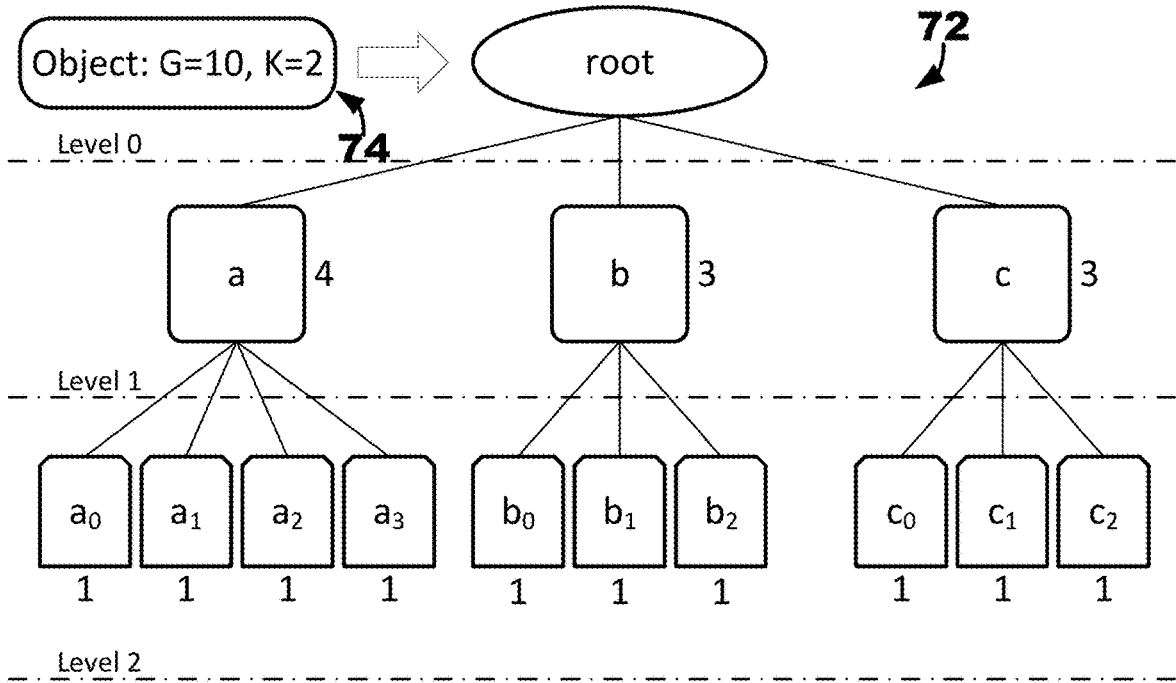 Object: G=10, K=2
root
72
74
Level 0
a 4 b 3 c 3
Level 1
a₀ a₁ a₂ a₃ b₀ b₁ b₂ c₀ c₁ c₂
1 1 1 1 1 1 1 1 1 1
Level 2